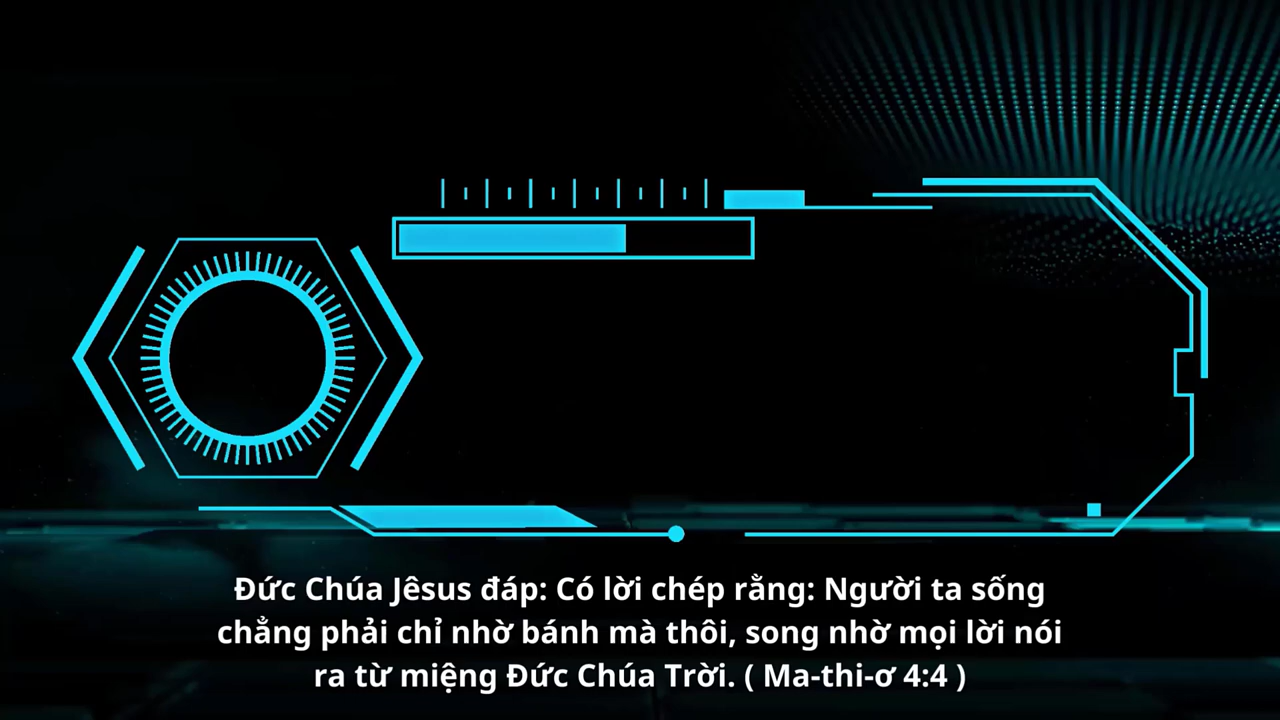 Đức Chúa Jêsus đáp: Có lời chép rằng: Người ta sống
chẳng phải chỉ nhờ bánh mà thôi, song nhờ mọi lời nói
ra từ miệng Đức Chúa Trời. ( Ma-thi-ơ 4:4 )